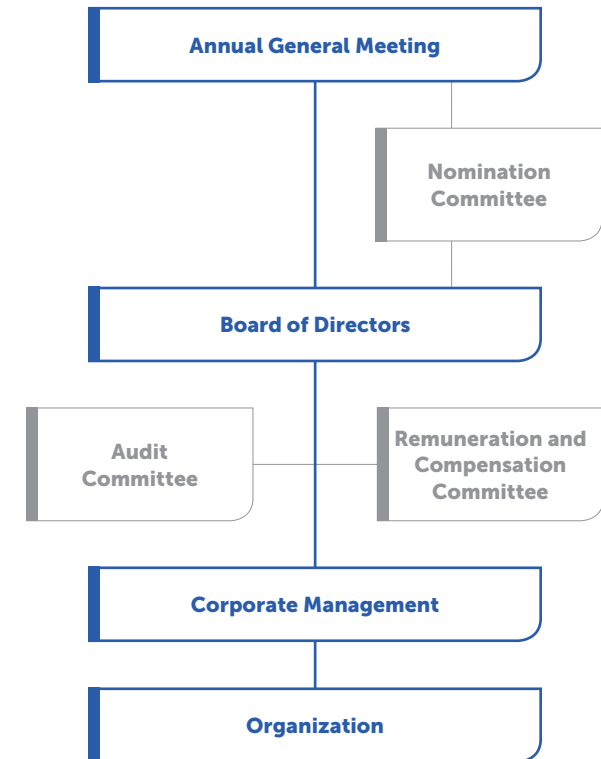 Annual General Meeting
Nomination
Committee
Board of Directors
Audit
Committee
Remuneration and
Compensation
Committee
Corporate Management
Organization